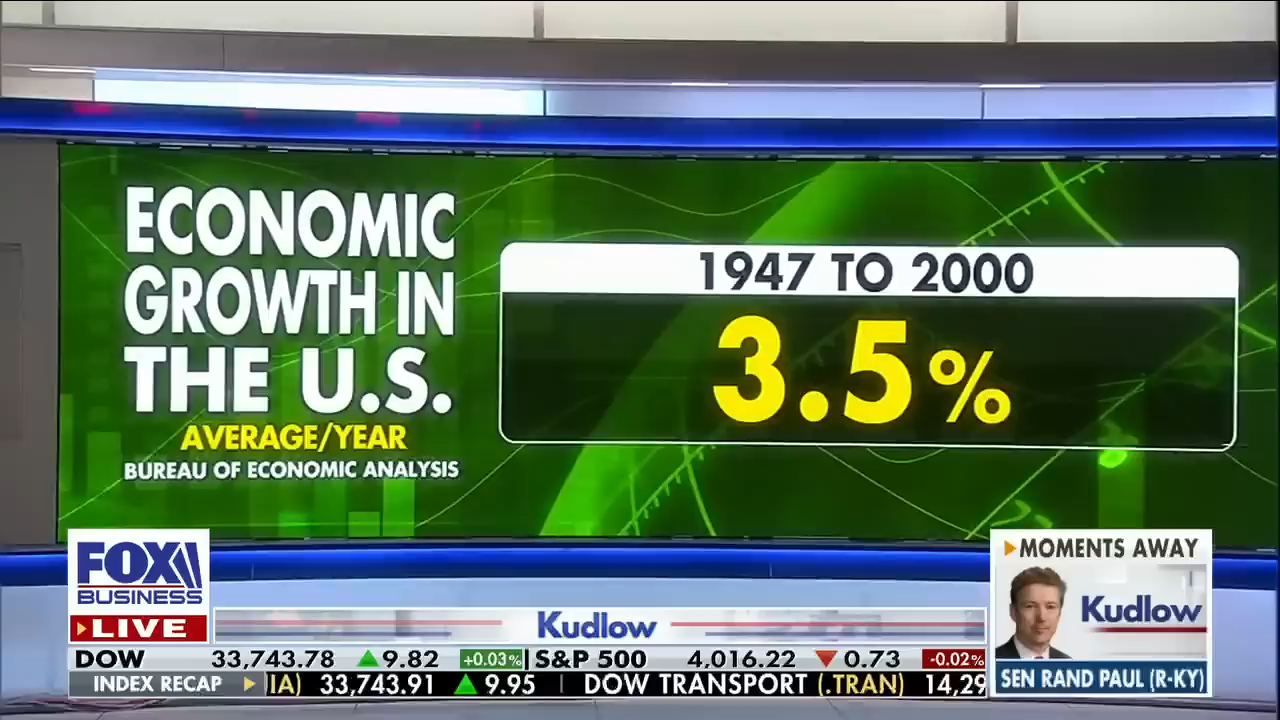 ECONOMIC
GROWTH IN
THE U.S.
AVERAGE/YEAR
BUREAU OF ECONOMIC ANALYSIS
1947 TO 2000
3.5%
FOX
BUSINESS
LIVE
Kudlow
MOMENTS AWAY
Kudlow
SEN RAND PAUL (R-KY)
DOW 33,743.78 9.82 +0.03% S&P 500 4,016.22 0.73 -0.02%
INDEX RECAP IA) 33,743.91 9.95 DOW TRANSPORT (.TRAN) 14,29